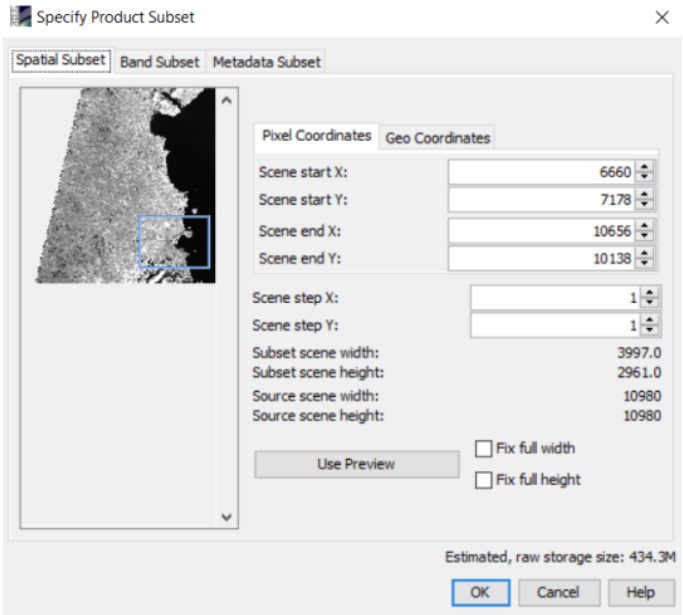 Specify Product Subset
Spatial Subset Band Subset Metadata Subset
Pixel Coordinates Geo Coordinates
Scene start X: 6660
Scene start Y: 7178
Scene end X: 10656
Scene end Y: 10138
Scene step X: 1
Scene step Y: 1
Subset scene width: 3997.0
Subset scene height: 2961.0
Source scene width: 10980
Source scene height: 10980
Use Preview
Fix full width
Fix full height
Estimated, raw storage size: 434.3M
OK Cancel Help